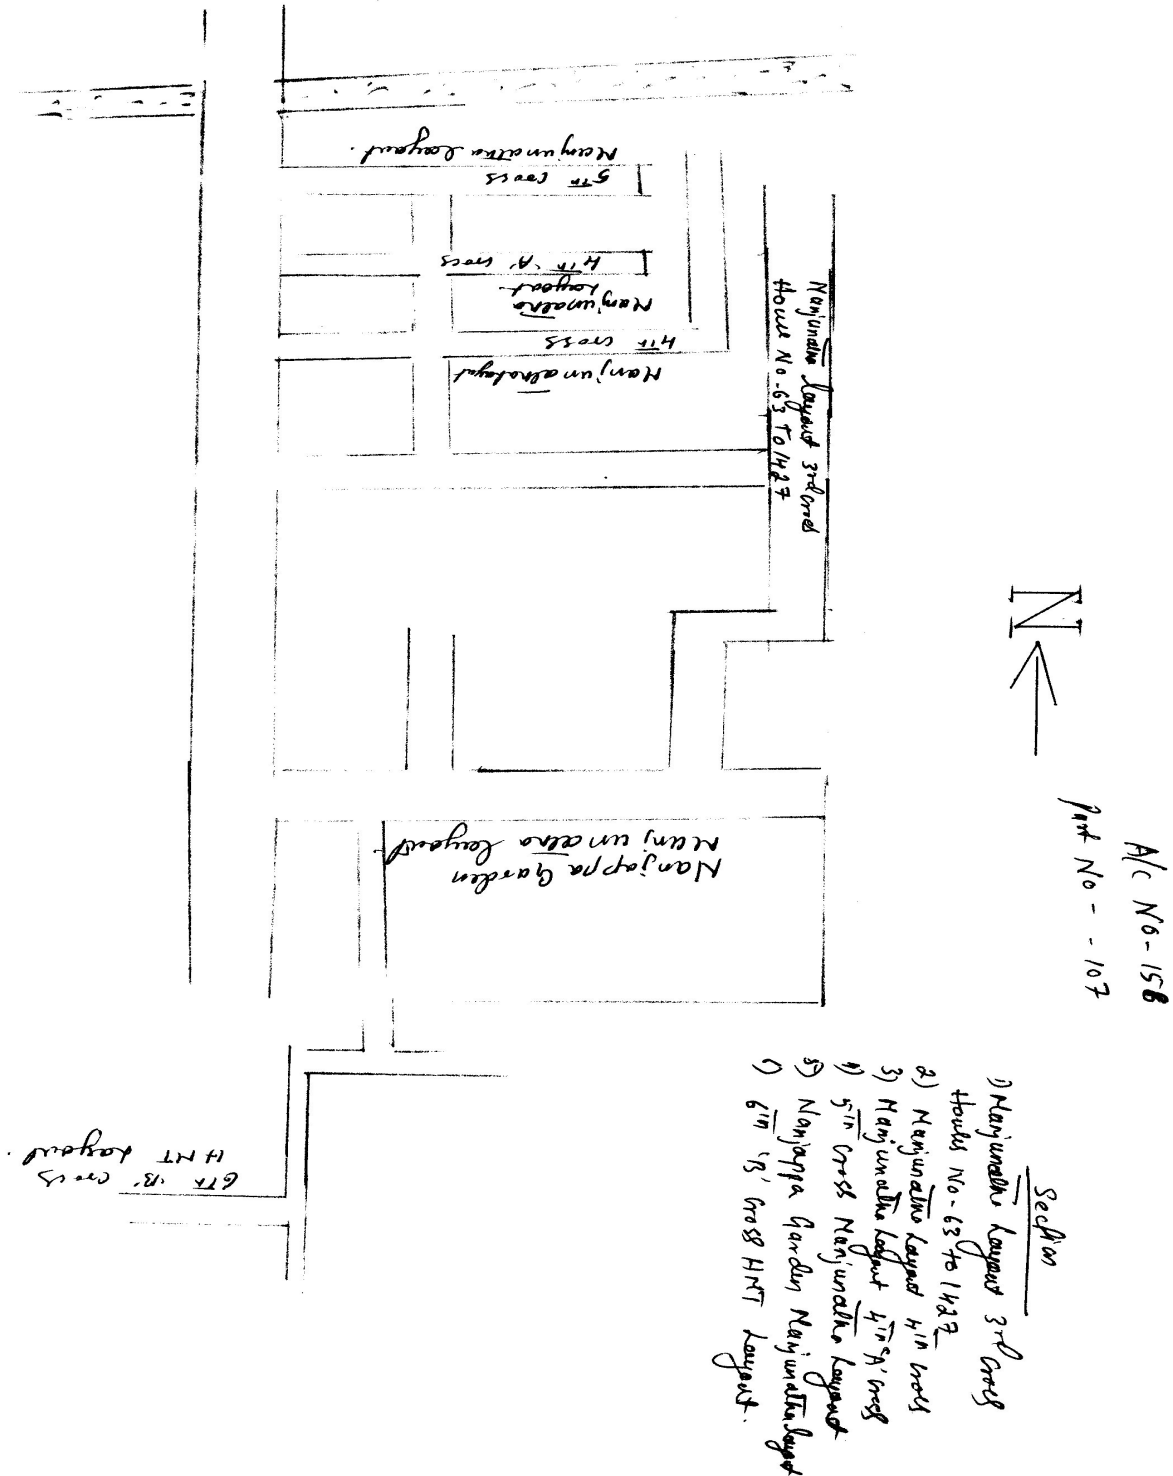 N
A/c No-158
Part No - - 107
Section
1) Manjunatha Layout 3rd Cross
Houses No-63 to 1427
2) Manjunatha Layout 4th Cross
3) Manjunatha Layout 4th 'A' Cross
4) 5th Cross Manjunatha Layout
5) Nanjappa Garden Manjunatha Layout
6th 'B' Cross HMT Layout.
Manjunatha Layout 3rd Cross
House No-63 To 1427
Nanjappa Garden
Manjunatha Layout
Manjunatha Layout
4TH CROSS
Manjunatha
Layout
4TH 'A' CROSS
5TH CROSS
Manjunatha Layout.
6TH 'B' CROSS
HMT Layout.